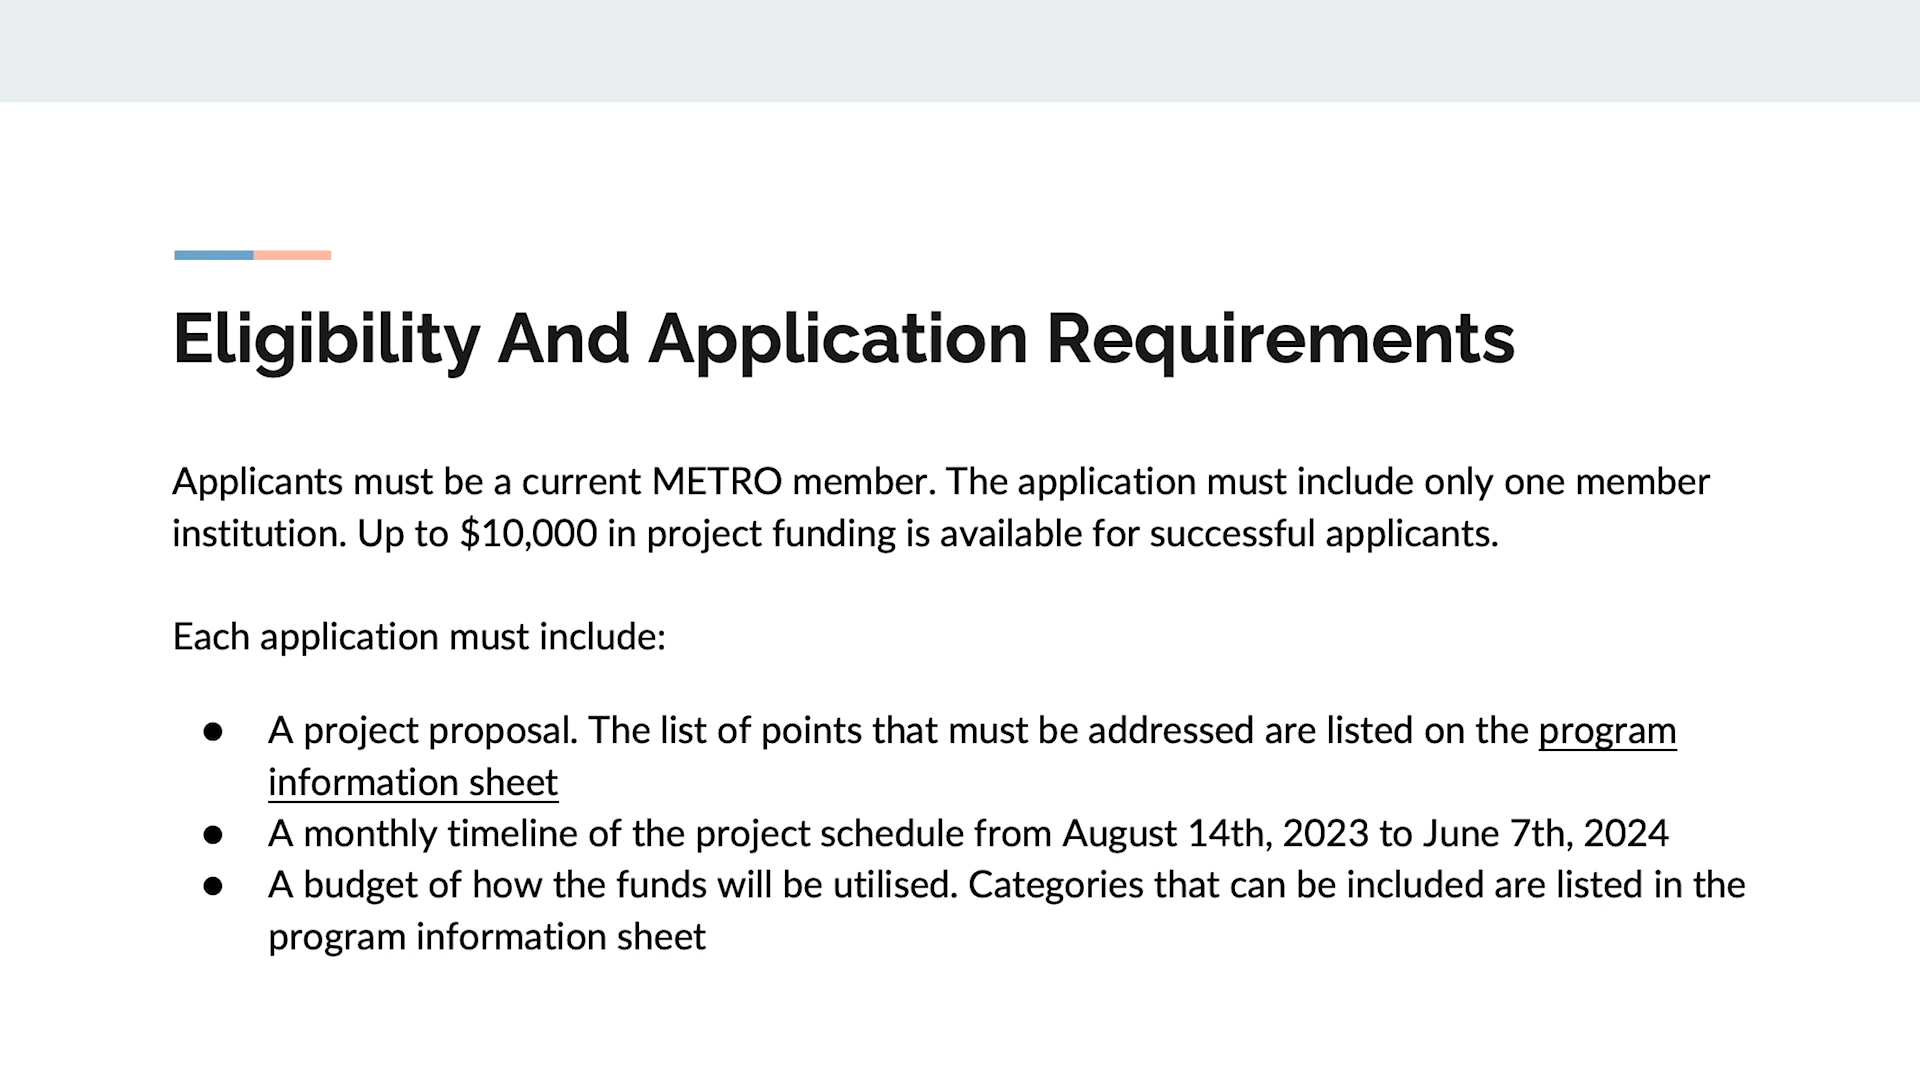 Eligibility And Application Requirements
Applicants must be a current METRO member. The application must include only one member
institution. Up to $10,000 in project funding is available for successful applicants.
Each application must include:
● A project proposal. The list of points that must be addressed are listed on the program
information sheet
● A monthly timeline of the project schedule from August 14th, 2023 to June 7th, 2024
● A budget of how the funds will be utilised. Categories that can be included are listed in the
program information sheet